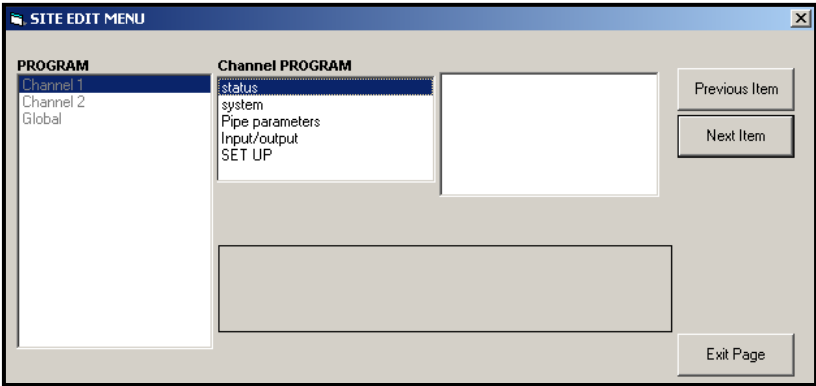 SITE EDIT MENU
PROGRAM
Channel 1
Channel 2
Global
Channel PROGRAM
status
system
Pipe parameters
Input/output
SET UP
Previous Item
Next Item
Exit Page